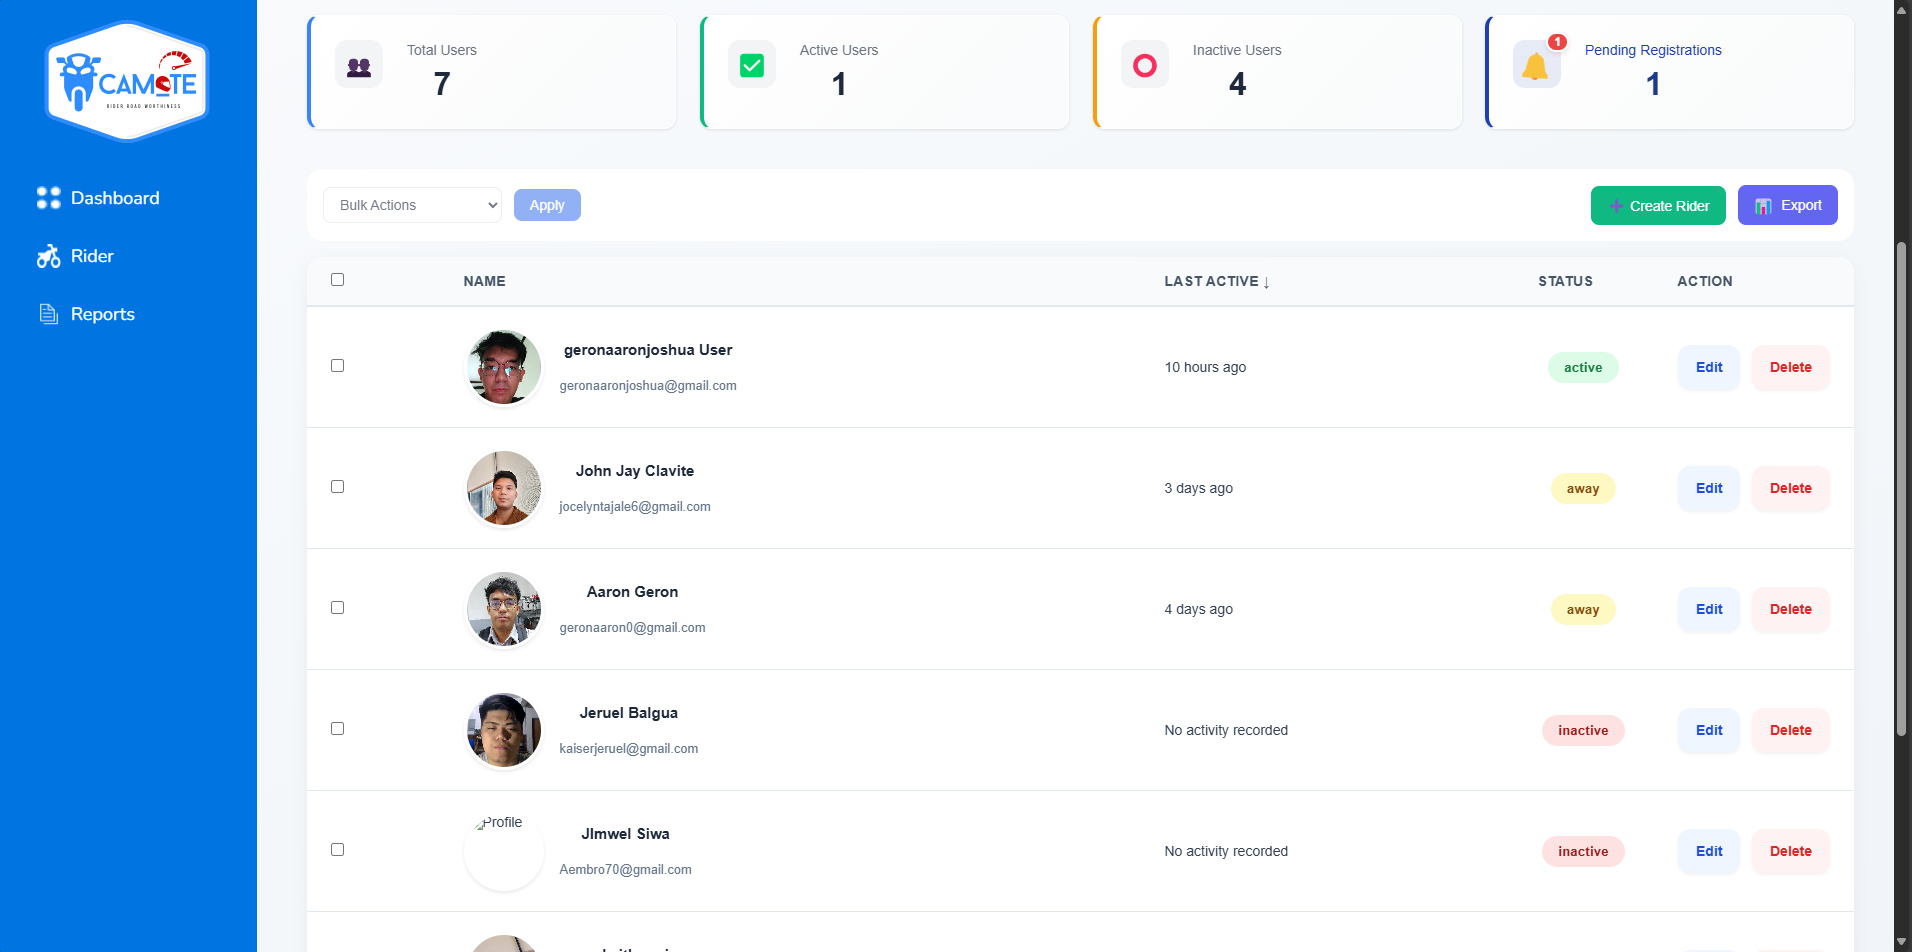 CAMOTE
RIDER ROAD WORTHINESS
Dashboard
Rider
Reports
Total Users
7
Active Users
1
Inactive Users
4
1
Pending Registrations
1
Bulk Actions
Apply
Create Rider
Export
NAME
LAST ACTIVE ↓
STATUS
ACTION
geronaaronjoshua User
geronaaronjoshua@gmail.com
10 hours ago
active
Edit
Delete
John Jay Clavite
jocelyntajale6@gmail.com
3 days ago
away
Edit
Delete
Aaron Geron
geronaaron0@gmail.com
4 days ago
away
Edit
Delete
Jeruel Balgua
kaiserjeruel@gmail.com
No activity recorded
inactive
Edit
Delete
Profile
JImwel Siwa
Aembro70@gmail.com
No activity recorded
inactive
Edit
Delete